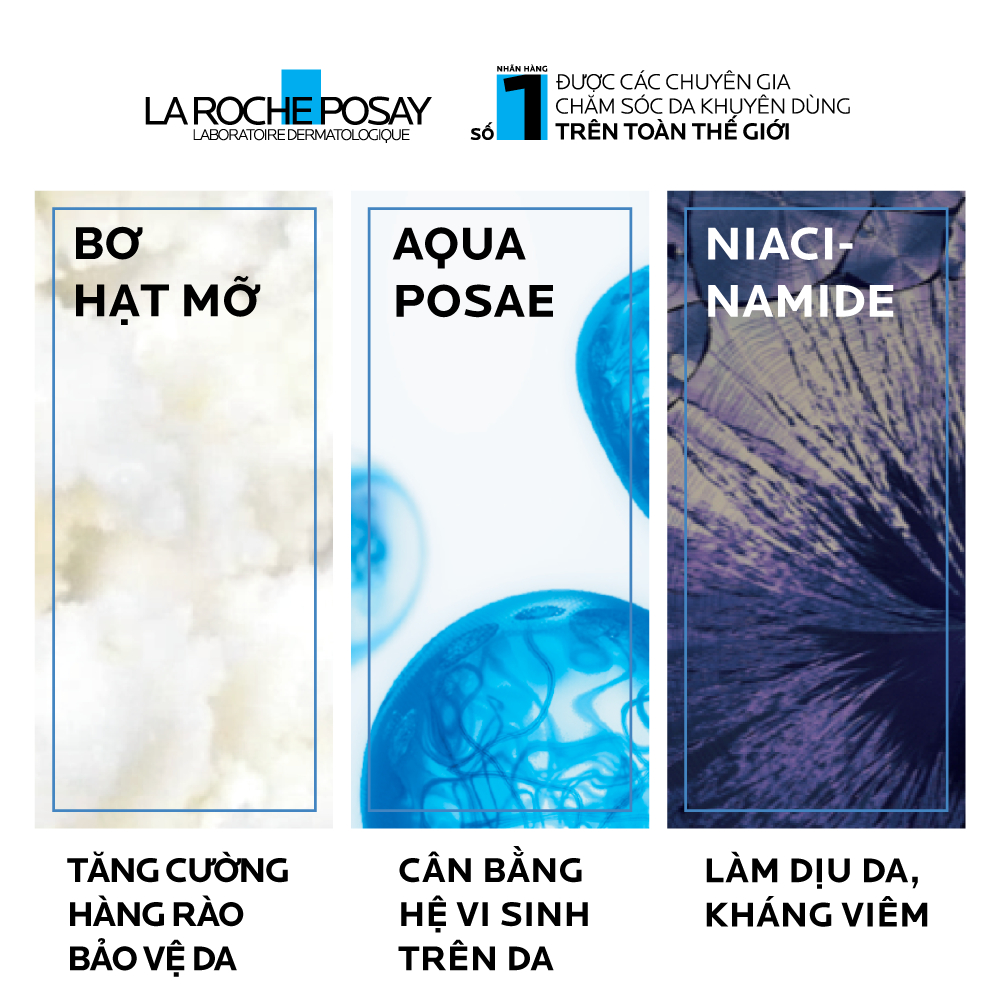 LA ROCHE POSAY
LABORATOIRE DERMATOLOGIQUE
NHÃN HÀNG
SỐ 1
ĐƯỢC CÁC CHUYÊN GIA
CHĂM SÓC DA KHUYÊN DÙNG
TRÊN TOÀN THẾ GIỚI
BƠ
HẠT MỠ
AQUA
POSAE
NIACI-
NAMIDE
TĂNG CƯỜNG
HÀNG RÀO
BẢO VỆ DA
CÂN BẰNG
HỆ VI SINH
TRÊN DA
LÀM DỊU DA,
KHÁNG VIÊM